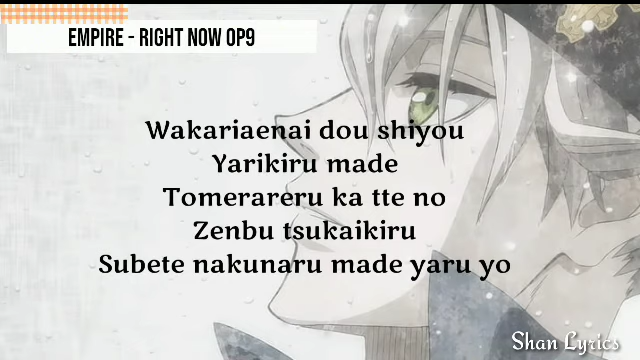 EMPiRE - RIGHT NOW OP9
Wakariaenai dou shiyou
Yarikiru made
Tomerareru ka tte no
Zenbu tsukaikiru
Subete nakunaru made yaru yo
Shan Lyrics